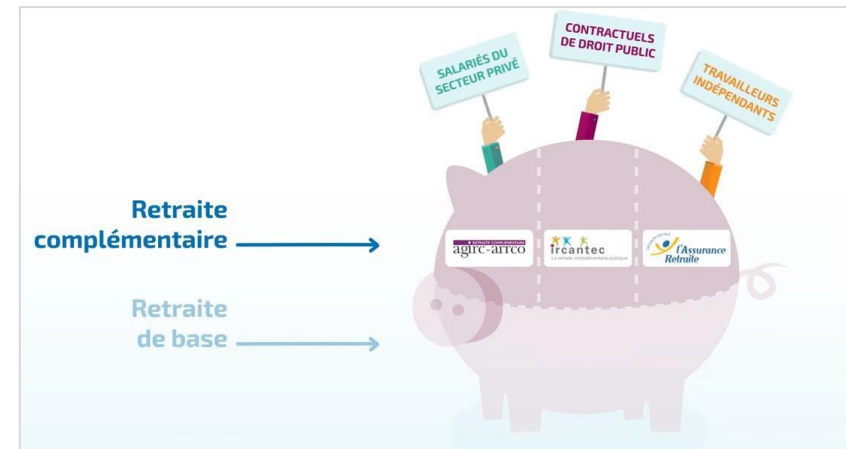 SALARIÉS DU
SECTEUR PRIVÉ
CONTRACTUELS
DE DROIT PUBLIC
TRAVAILLEURS
INDÉPENDANTS
Retraite
complémentaire
RETRAITE COMPLÉMENTAIRE
agirc-arrco
ircantec
La retraite complémentaire publique
l'Assurance
Retraite
Retraite
de base